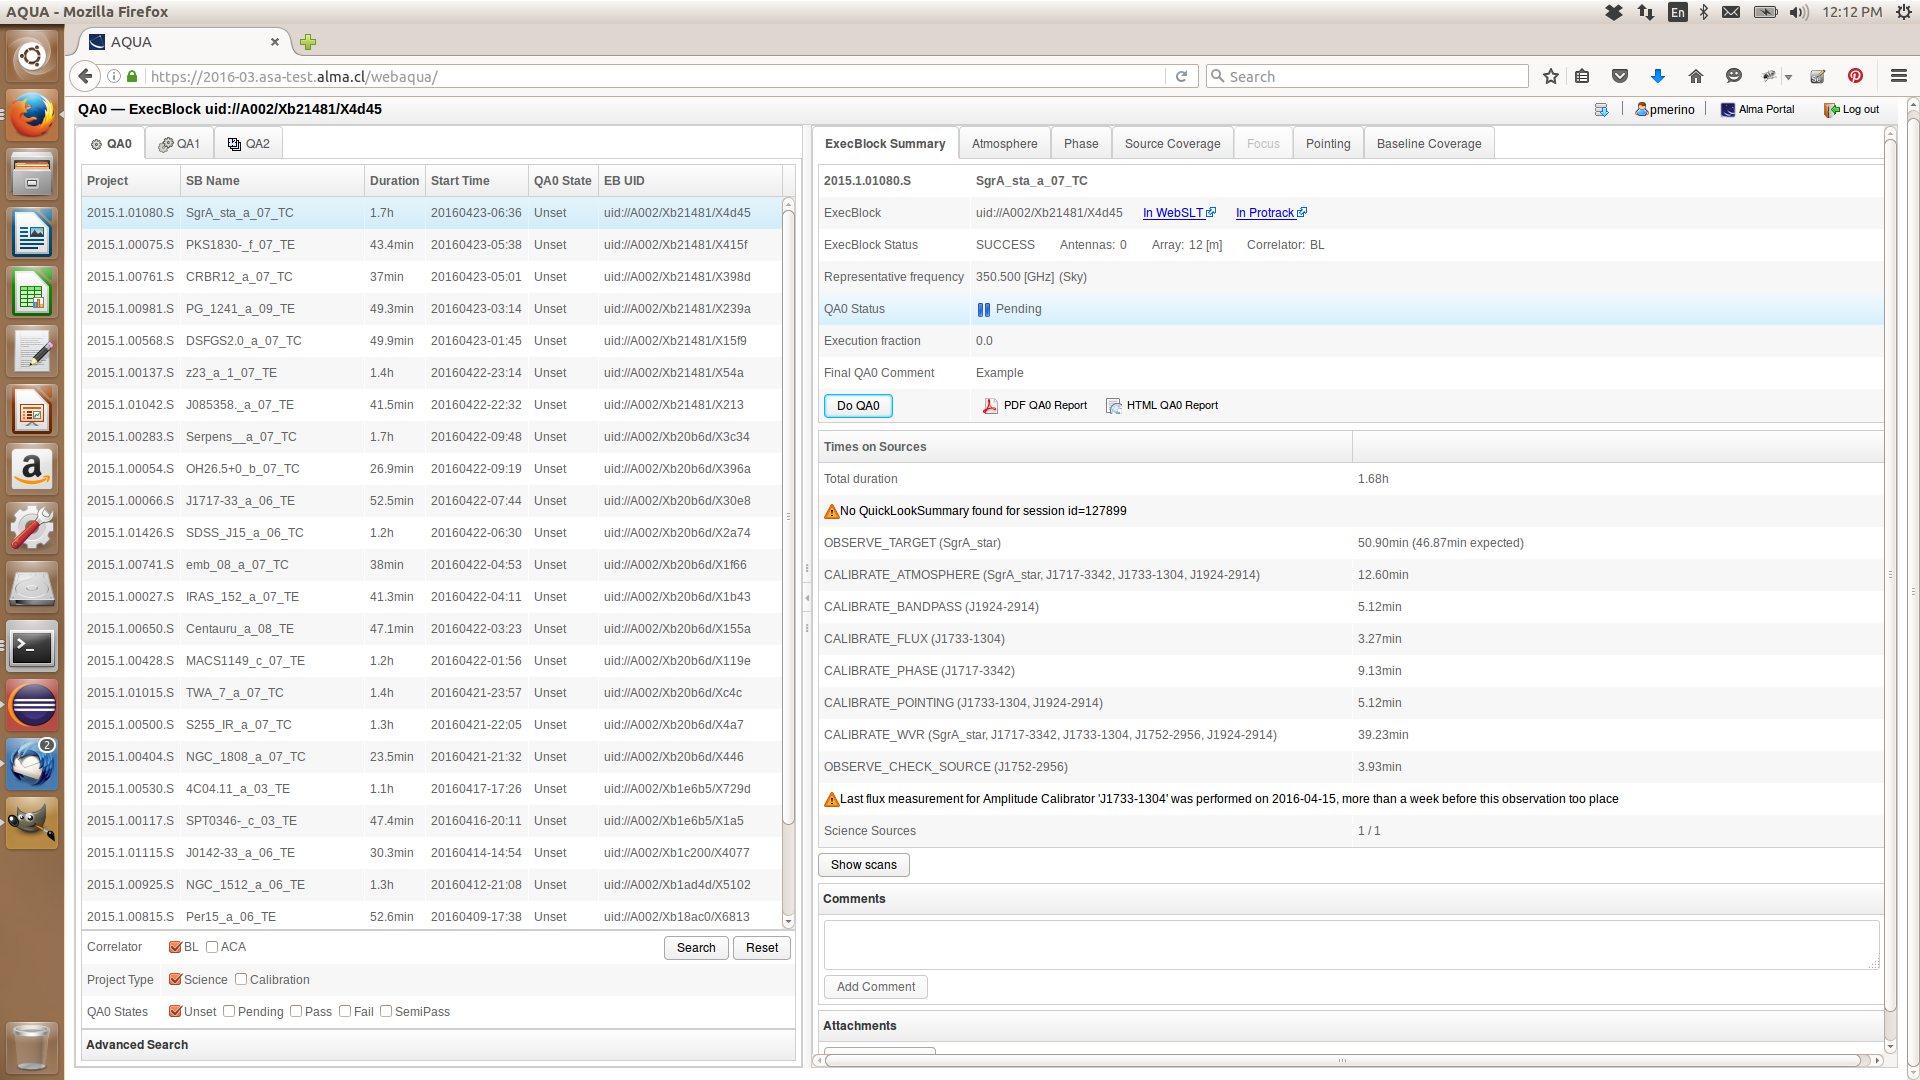 AQUA - Mozilla Firefox
En
12:12 PM
AQUA
https://2016-03.asa-test.alma.cl/webaqua/
Search
QA0 — ExecBlock uid://A002/Xb21481/X4d45
pmerino
Alma Portal
Log out
QA0 QA1 QA2
Project SB Name Duration Start Time QA0 State EB UID
2015.1.01080.S SgrA_sta_a_07_TC 1.7h 20160423-06:36 Unset uid://A002/Xb21481/X4d45
2015.1.00075.S PKS1830-_f_07_TE 43.4min 20160423-05:38 Unset uid://A002/Xb21481/X415f
2015.1.00761.S CRBR12_a_07_TC 37min 20160423-05:01 Unset uid://A002/Xb21481/X398d
2015.1.00981.S PG_1241_a_09_TE 49.3min 20160423-03:14 Unset uid://A002/Xb21481/X239a
2015.1.00568.S DSFGS2.0_a_07_TC 49.9min 20160423-01:45 Unset uid://A002/Xb21481/X15f9
2015.1.00137.S z23_a_1_07_TE 1.4h 20160422-23:14 Unset uid://A002/Xb21481/X54a
2015.1.01042.S J085358._a_07_TE 41.5min 20160422-22:32 Unset uid://A002/Xb21481/X213
2015.1.00283.S Serpens__a_07_TC 1.7h 20160422-09:48 Unset uid://A002/Xb20b6d/X3c34
2015.1.00054.S OH26.5+0_b_07_TC 26.9min 20160422-09:19 Unset uid://A002/Xb20b6d/X396a
2015.1.00066.S J1717-33_a_06_TE 52.5min 20160422-07:44 Unset uid://A002/Xb20b6d/X30e8
2015.1.01426.S SDSS_J15_a_06_TC 1.2h 20160422-06:30 Unset uid://A002/Xb20b6d/X2a74
2015.1.00741.S emb_08_a_07_TC 38min 20160422-04:53 Unset uid://A002/Xb20b6d/X1f66
2015.1.00027.S IRAS_152_a_07_TE 41.3min 20160422-04:11 Unset uid://A002/Xb20b6d/X1b43
2015.1.00650.S Centauru_a_08_TE 47.1min 20160422-03:23 Unset uid://A002/Xb20b6d/X155a
2015.1.00428.S MACS1149_c_07_TE 1.2h 20160422-01:56 Unset uid://A002/Xb20b6d/X119e
2015.1.01015.S TWA_7_a_07_TC 1.4h 20160421-23:57 Unset uid://A002/Xb20b6d/Xc4c
2015.1.00500.S S255_IR_a_07_TC 1.3h 20160421-22:05 Unset uid://A002/Xb20b6d/X4a7
2015.1.00404.S NGC_1808_a_07_TC 23.5min 20160421-21:32 Unset uid://A002/Xb20b6d/X446
2015.1.00530.S 4C04.11_a_03_TE 1.1h 20160417-17:26 Unset uid://A002/Xb1e6b5/X729d
2015.1.00117.S SPT0346-_c_03_TE 47.4min 20160416-20:11 Unset uid://A002/Xb1e6b5/X1a5
2015.1.01115.S J0142-33_a_06_TE 30.3min 20160414-14:54 Unset uid://A002/Xb1c200/X4077
2015.1.00925.S NGC_1512_a_06_TE 1.3h 20160412-21:08 Unset uid://A002/Xb1ad4d/X5102
2015.1.00815.S Per15_a_06_TE 52.6min 20160409-17:38 Unset uid://A002/Xb18ac0/X6813
Correlator BL ACA Search Reset
Project Type Science Calibration
QA0 States Unset Pending Pass Fail SemiPass
Advanced Search
ExecBlock Summary Atmosphere Phase Source Coverage Focus Pointing Baseline Coverage
2015.1.01080.S SgrA_sta_a_07_TC
ExecBlock uid://A002/Xb21481/X4d45 In WebSLT In Protrack
ExecBlock Status SUCCESS Antennas: 0 Array: 12 [m] Correlator: BL
Representative frequency 350.500 [GHz] (Sky)
QA0 Status Pending
Execution fraction 0.0
Final QA0 Comment Example
Do QA0 PDF QA0 Report HTML QA0 Report
Times on Sources
Total duration 1.68h
No QuickLookSummary found for session id=127899
OBSERVE_TARGET (SgrA_star) 50.90min (46.87min expected)
CALIBRATE_ATMOSPHERE (SgrA_star, J1717-3342, J1733-1304, J1924-2914) 12.60min
CALIBRATE_BANDPASS (J1924-2914) 5.12min
CALIBRATE_FLUX (J1733-1304) 3.27min
CALIBRATE_PHASE (J1717-3342) 9.13min
CALIBRATE_POINTING (J1733-1304, J1924-2914) 5.12min
CALIBRATE_WVR (SgrA_star, J1717-3342, J1733-1304, J1752-2956, J1924-2914) 39.23min
OBSERVE_CHECK_SOURCE (J1752-2956) 3.93min
Last flux measurement for Amplitude Calibrator 'J1733-1304' was performed on 2016-04-15, more than a week before this observation too place
Science Sources 1 / 1
Show scans
Comments
Add Comment
Attachments
2